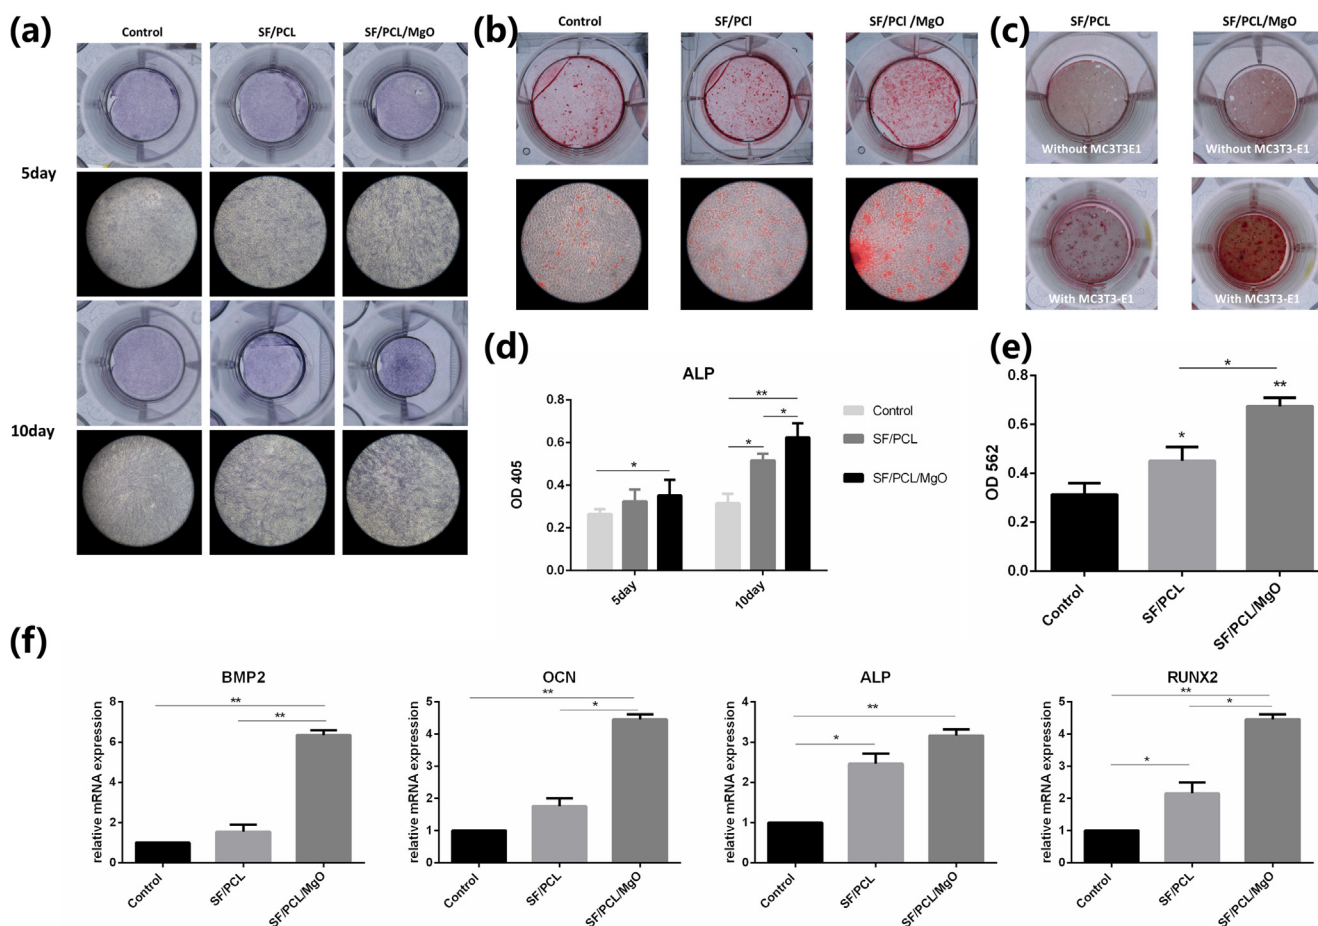 (a)
Control SF/PCL SF/PCL/MgO
5day
10day
(b)
Control SF/PCl SF/PCl /MgO
(c)
SF/PCL SF/PCL/MgO
Without MC3T3E1 Without MC3T3-E1
With MC3T3-E1 With MC3T3-E1
(d)
ALP
OD 405
0.8
0.6
0.4
0.2
0.0
*
*
**
*
5day 10day
Control
SF/PCL
SF/PCL/MgO
(e)
OD 562
0.8
0.6
0.4
0.2
0.0
*
*
**
Control SF/PCL SF/PCL/MgO
(f)
BMP2
relative mRNA expression
8
6
4
2
0
**
**
Control SF/PCL SF/PCL/MgO
OCN
relative mRNA expression
5
4
3
2
1
0
**
*
Control SF/PCL SF/PCL/MgO
ALP
relative mRNA expression
4
3
2
1
0
**
*
Control SF/PCL SF/PCL/MgO
RUNX2
relative mRNA expression
5
4
3
2
1
0
**
*
*
Control SF/PCL SF/PCL/MgO